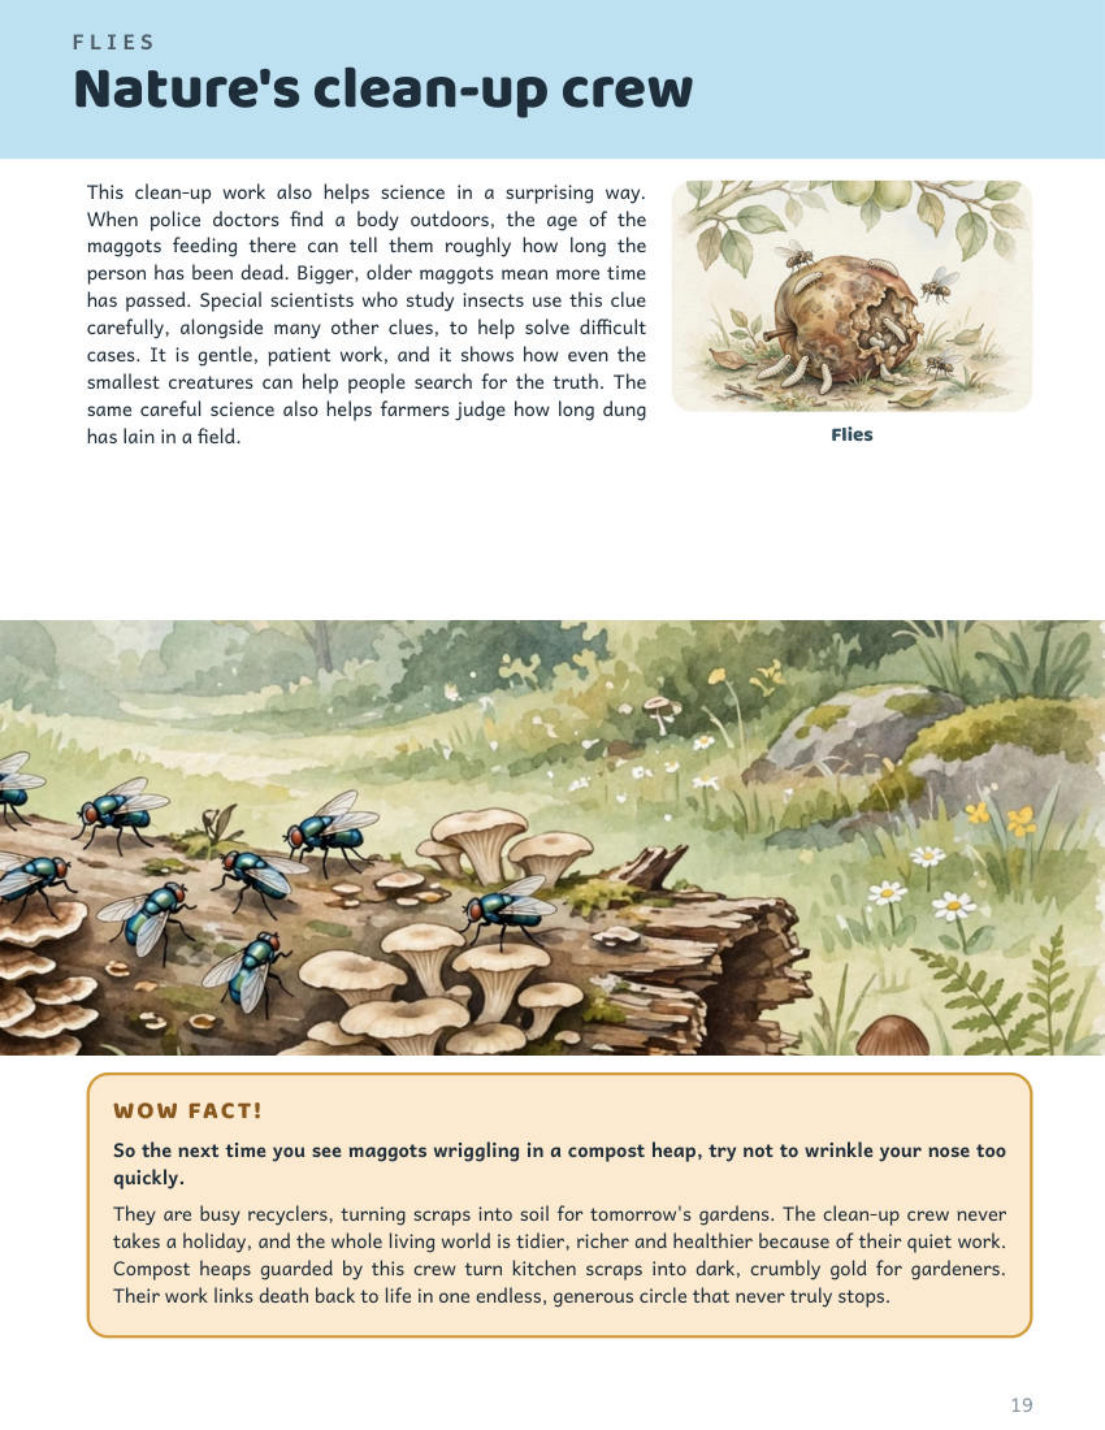 FLIES
Nature's clean-up crew
This clean-up work also helps science in a surprising way.
When police doctors find a body outdoors, the age of the
maggots feeding there can tell them roughly how long the
person has been dead. Bigger, older maggots mean more time
has passed. Special scientists who study insects use this clue
carefully, alongside many other clues, to help solve difficult
cases. It is gentle, patient work, and it shows how even the
smallest creatures can help people search for the truth. The
same careful science also helps farmers judge how long dung
has lain in a field.
Flies
WOW FACT!
So the next time you see maggots wriggling in a compost heap, try not to wrinkle your nose too
quickly.
They are busy recyclers, turning scraps into soil for tomorrow's gardens. The clean-up crew never
takes a holiday, and the whole living world is tidier, richer and healthier because of their quiet work.
Compost heaps guarded by this crew turn kitchen scraps into dark, crumbly gold for gardeners.
Their work links death back to life in one endless, generous circle that never truly stops.
19